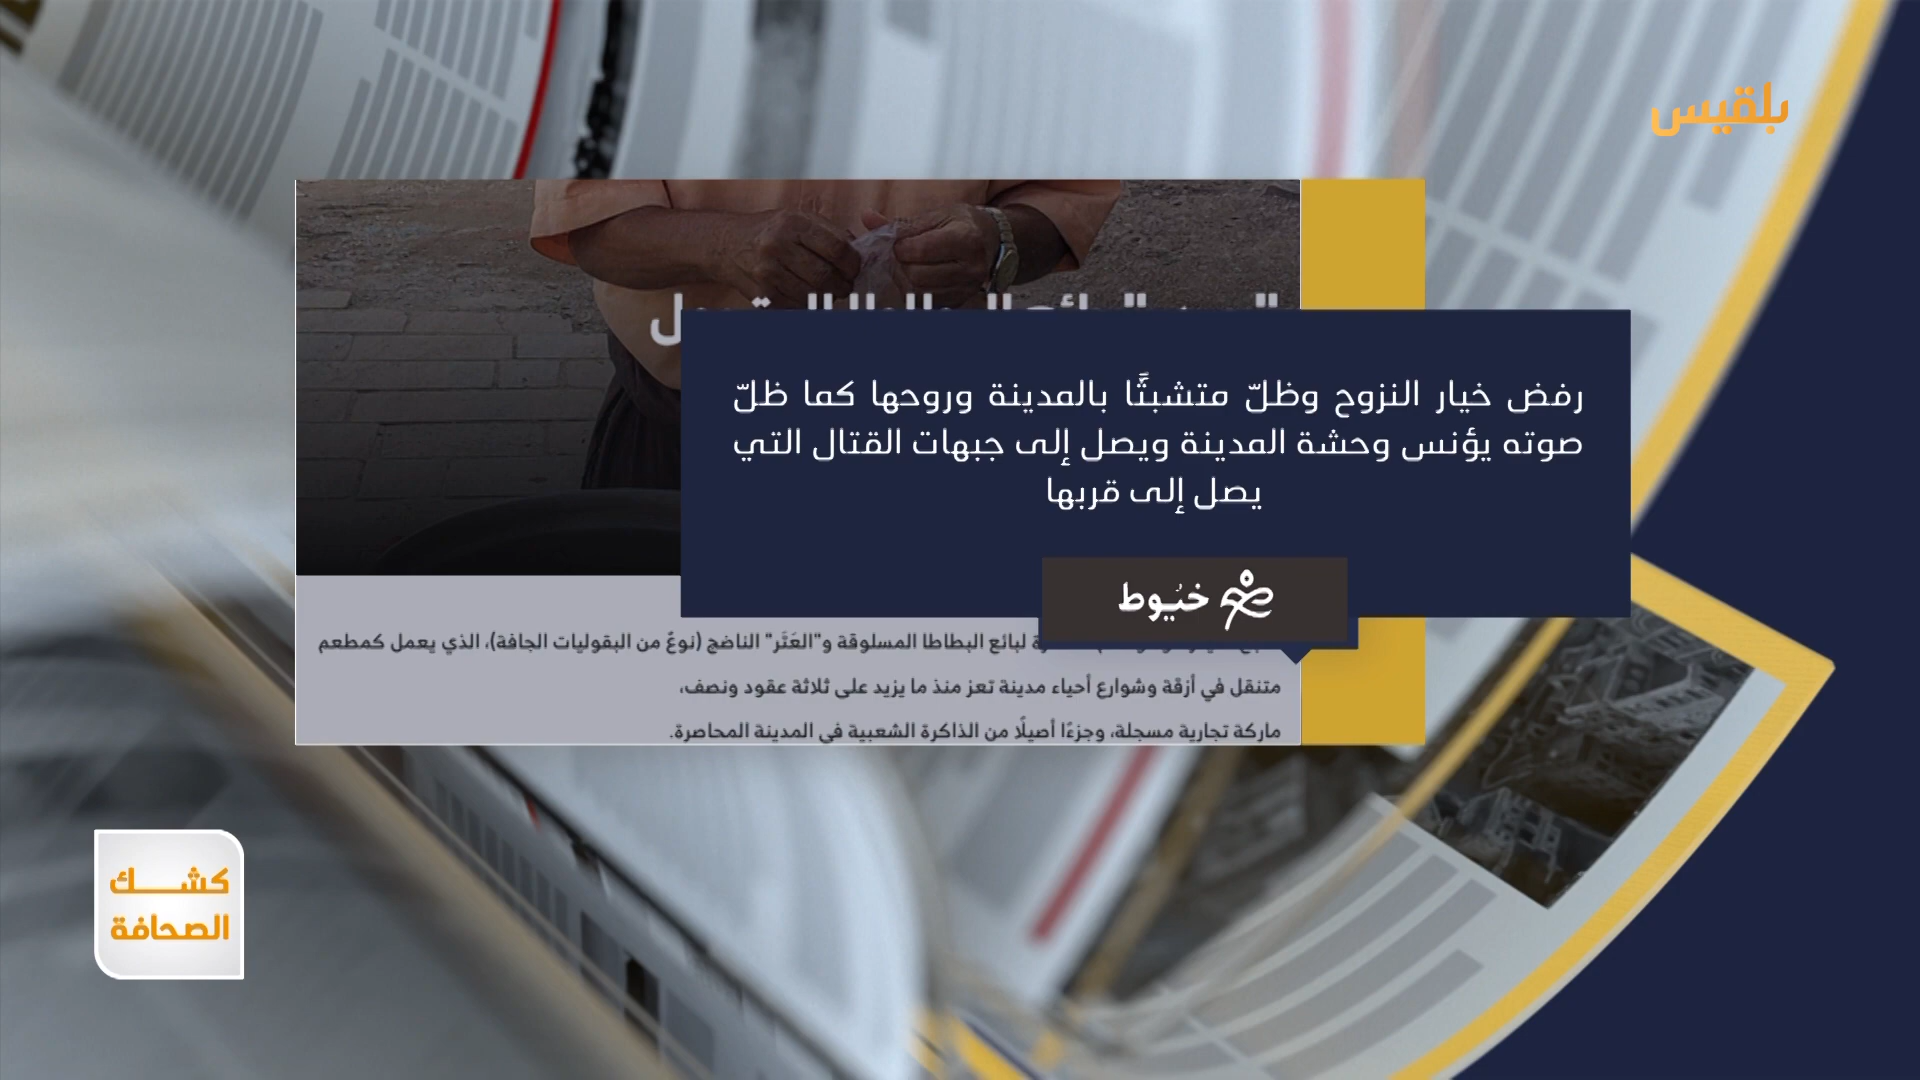 بلقيس
رفض خيار النزوح وظلّ متشبثًا بالمدينة وروحها كما ظلّ
صوته يؤنس وحشة المدينة ويصل إلى جبهات القتال التي
يصل إلى قربها
خيوط
لبائع البطاطا المسلوقة و"العَتَر" الناضج (نوعٌ من البقوليات الجافة)، الذي يعمل كمطعم
متنقل في أزقة وشوارع أحياء مدينة تعز منذ ما يزيد على ثلاثة عقود ونصف،
ماركة تجارية مسجلة، وجزءًا أصيلًا من الذاكرة الشعبية في المدينة المحاصرة.
كشك
الصحافة